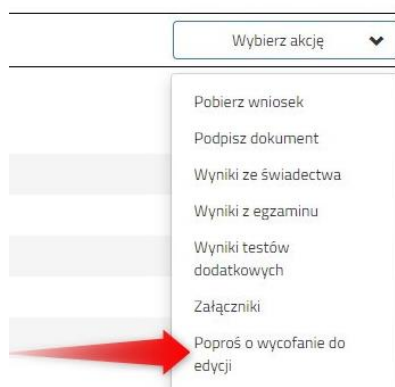 Wybierz akcję
Pobierz wniosek
Podpisz dokument
Wyniki ze świadectwa
Wyniki z egzaminu
Wyniki testów
dodatkowych
Załączniki
Poproś o wycofanie do
edycji